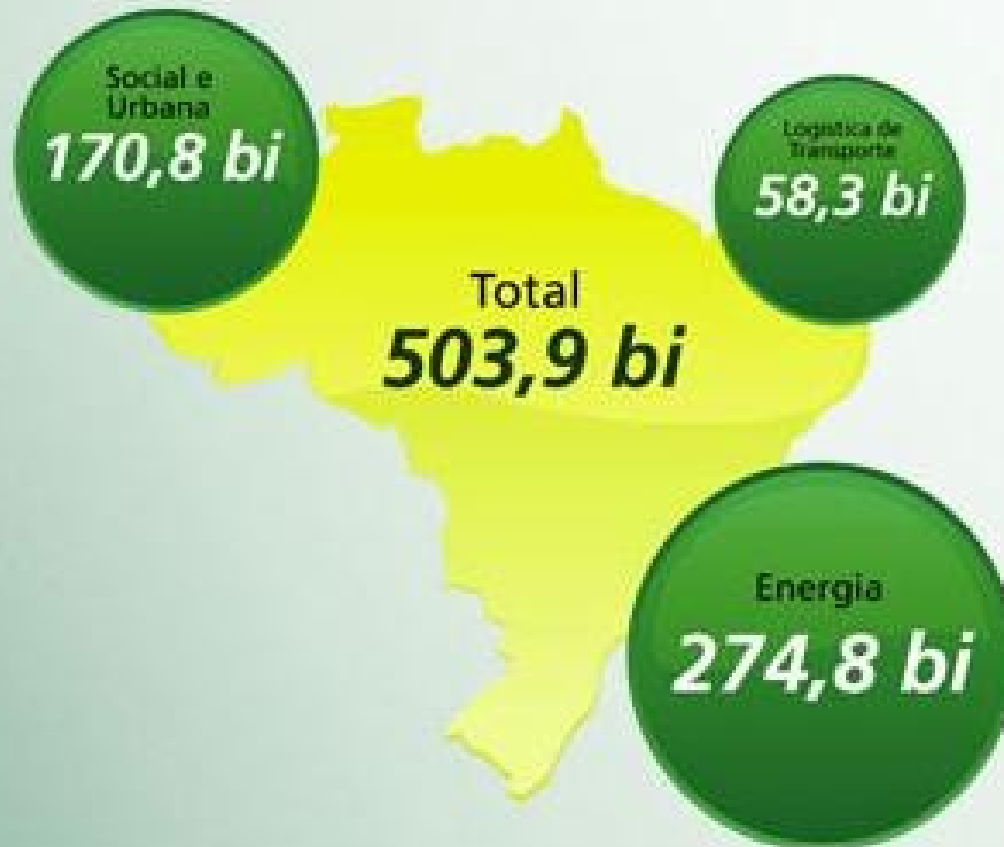 Social e
Urbana
170,8 bi
Logística de
Transporte
58,3 bi
Total
503,9 bi
Energia
274,8 bi